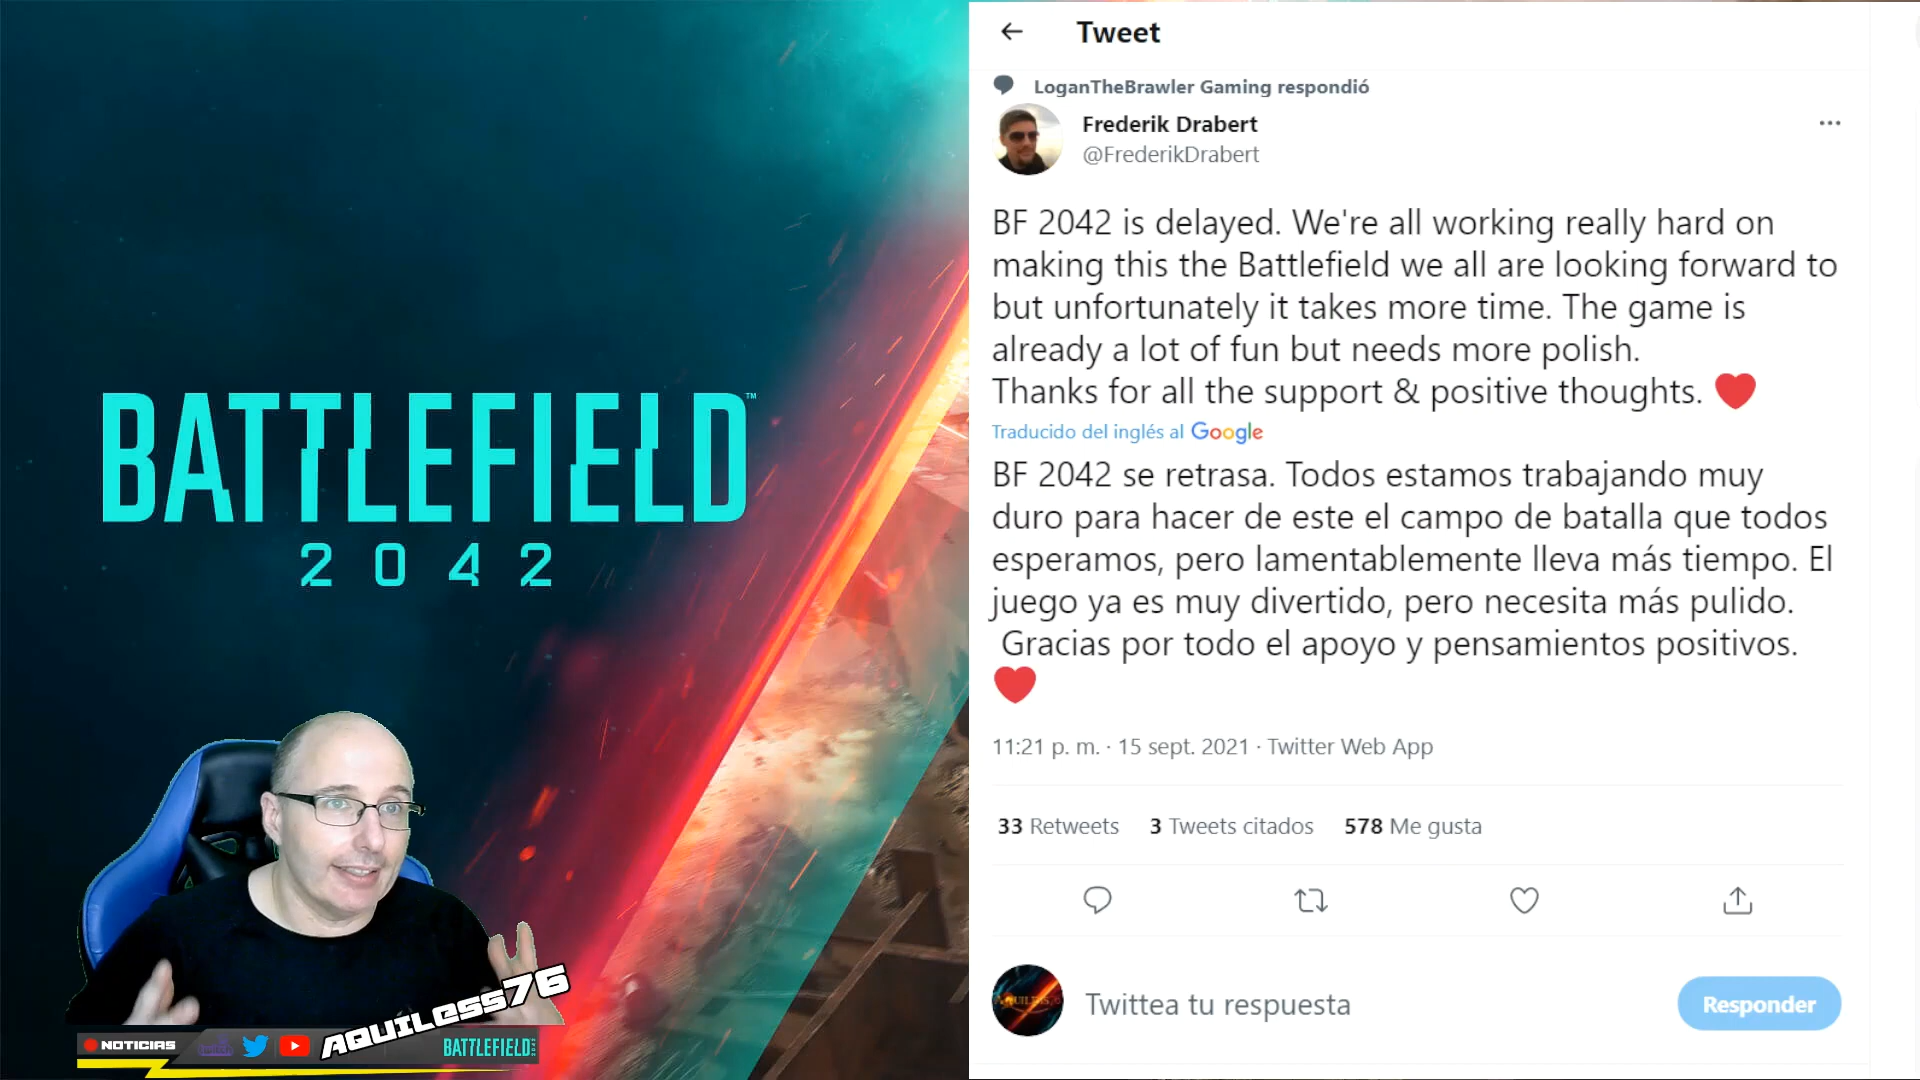 BATTLEFIELD™
2042
NOTICIAS
AQUILESS76
BATTLEFIELD
Tweet
LoganTheBrawler Gaming respondió
Frederik Drabert
@FrederikDrabert
BF 2042 is delayed. We're all working really hard on
making this the Battlefield we all are looking forward to
but unfortunately it takes more time. The game is
already a lot of fun but needs more polish.
Thanks for all the support & positive thoughts. ❤️
Traducido del inglés al Google
BF 2042 se retrasa. Todos estamos trabajando muy
duro para hacer de este el campo de batalla que todos
esperamos, pero lamentablemente lleva más tiempo. El
juego ya es muy divertido, pero necesita más pulido.
Gracias por todo el apoyo y pensamientos positivos.
❤️
11:21 p. m. · 15 sept. 2021 · Twitter Web App
33 Retweets 3 Tweets citados 578 Me gusta
Twittea tu respuesta
Responder